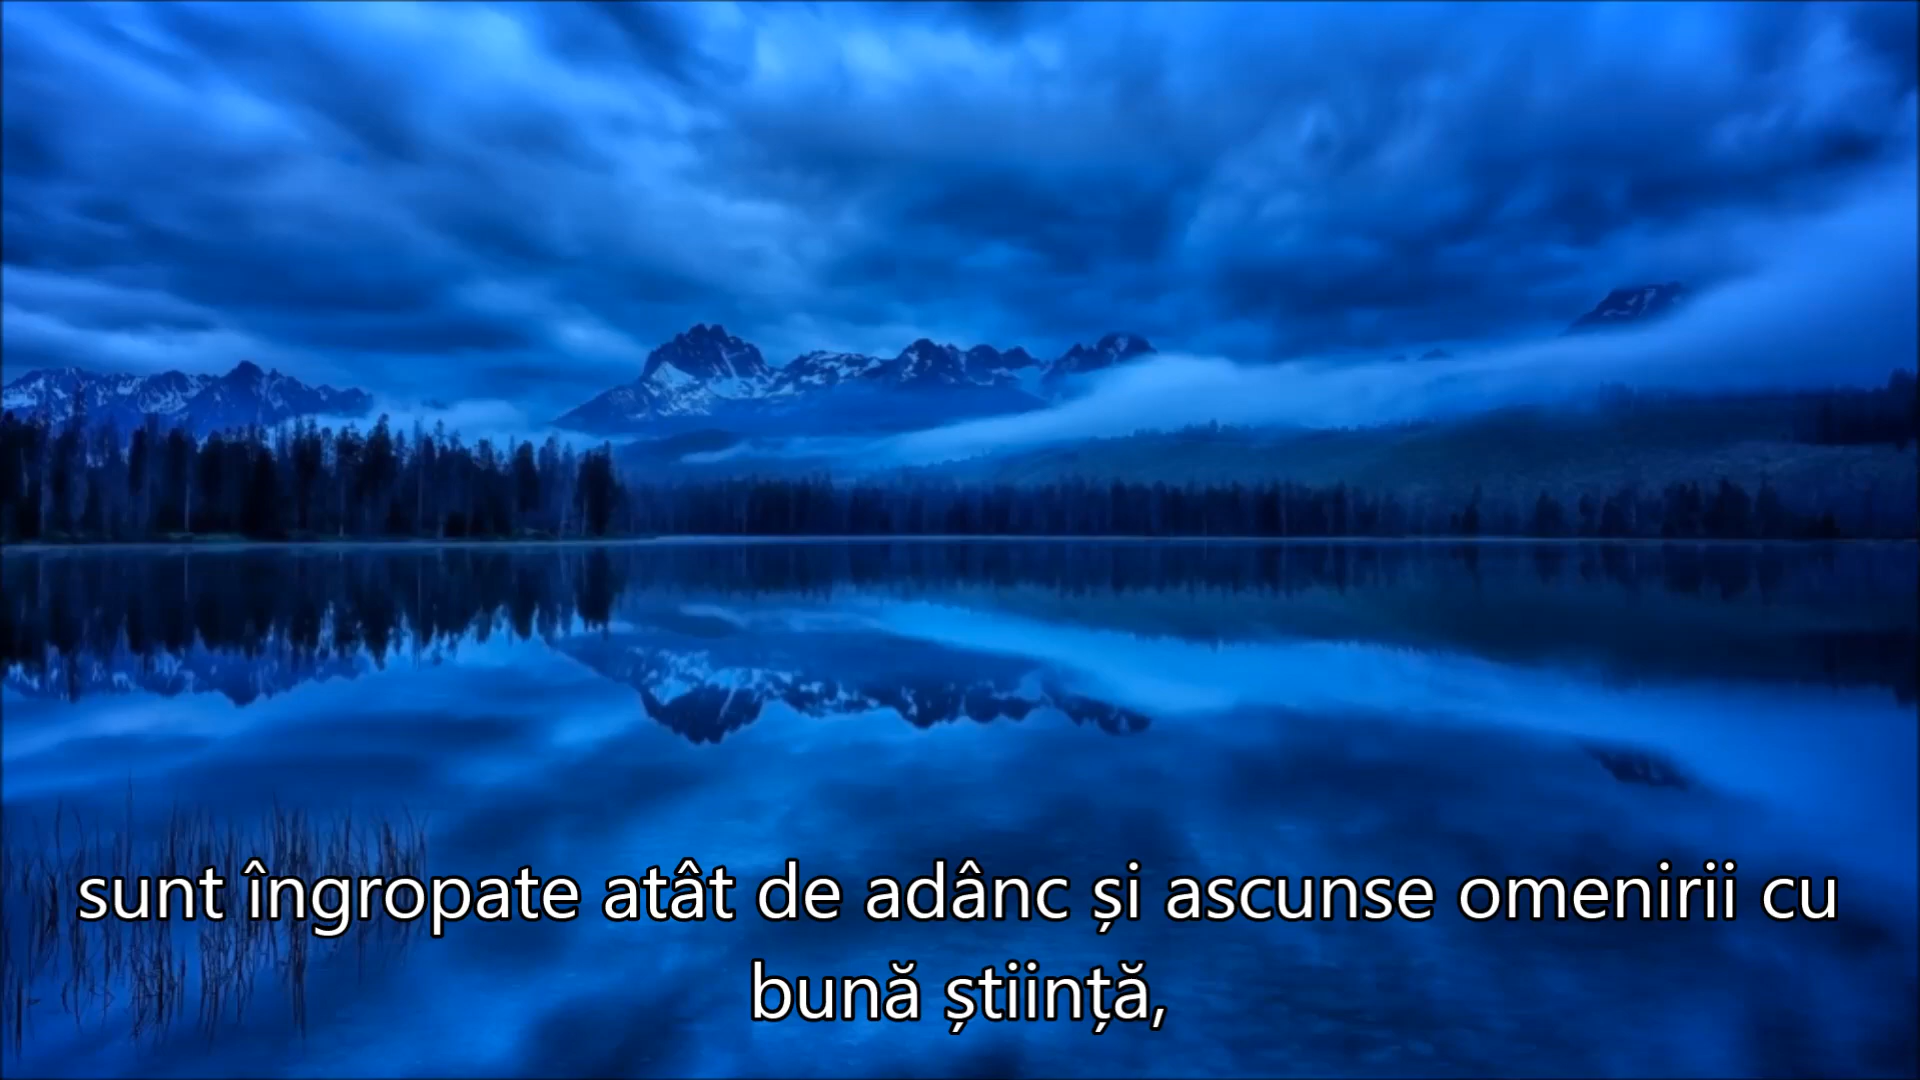 sunt îngropate atât de adânc și ascunse omenirii cu
bună știință,